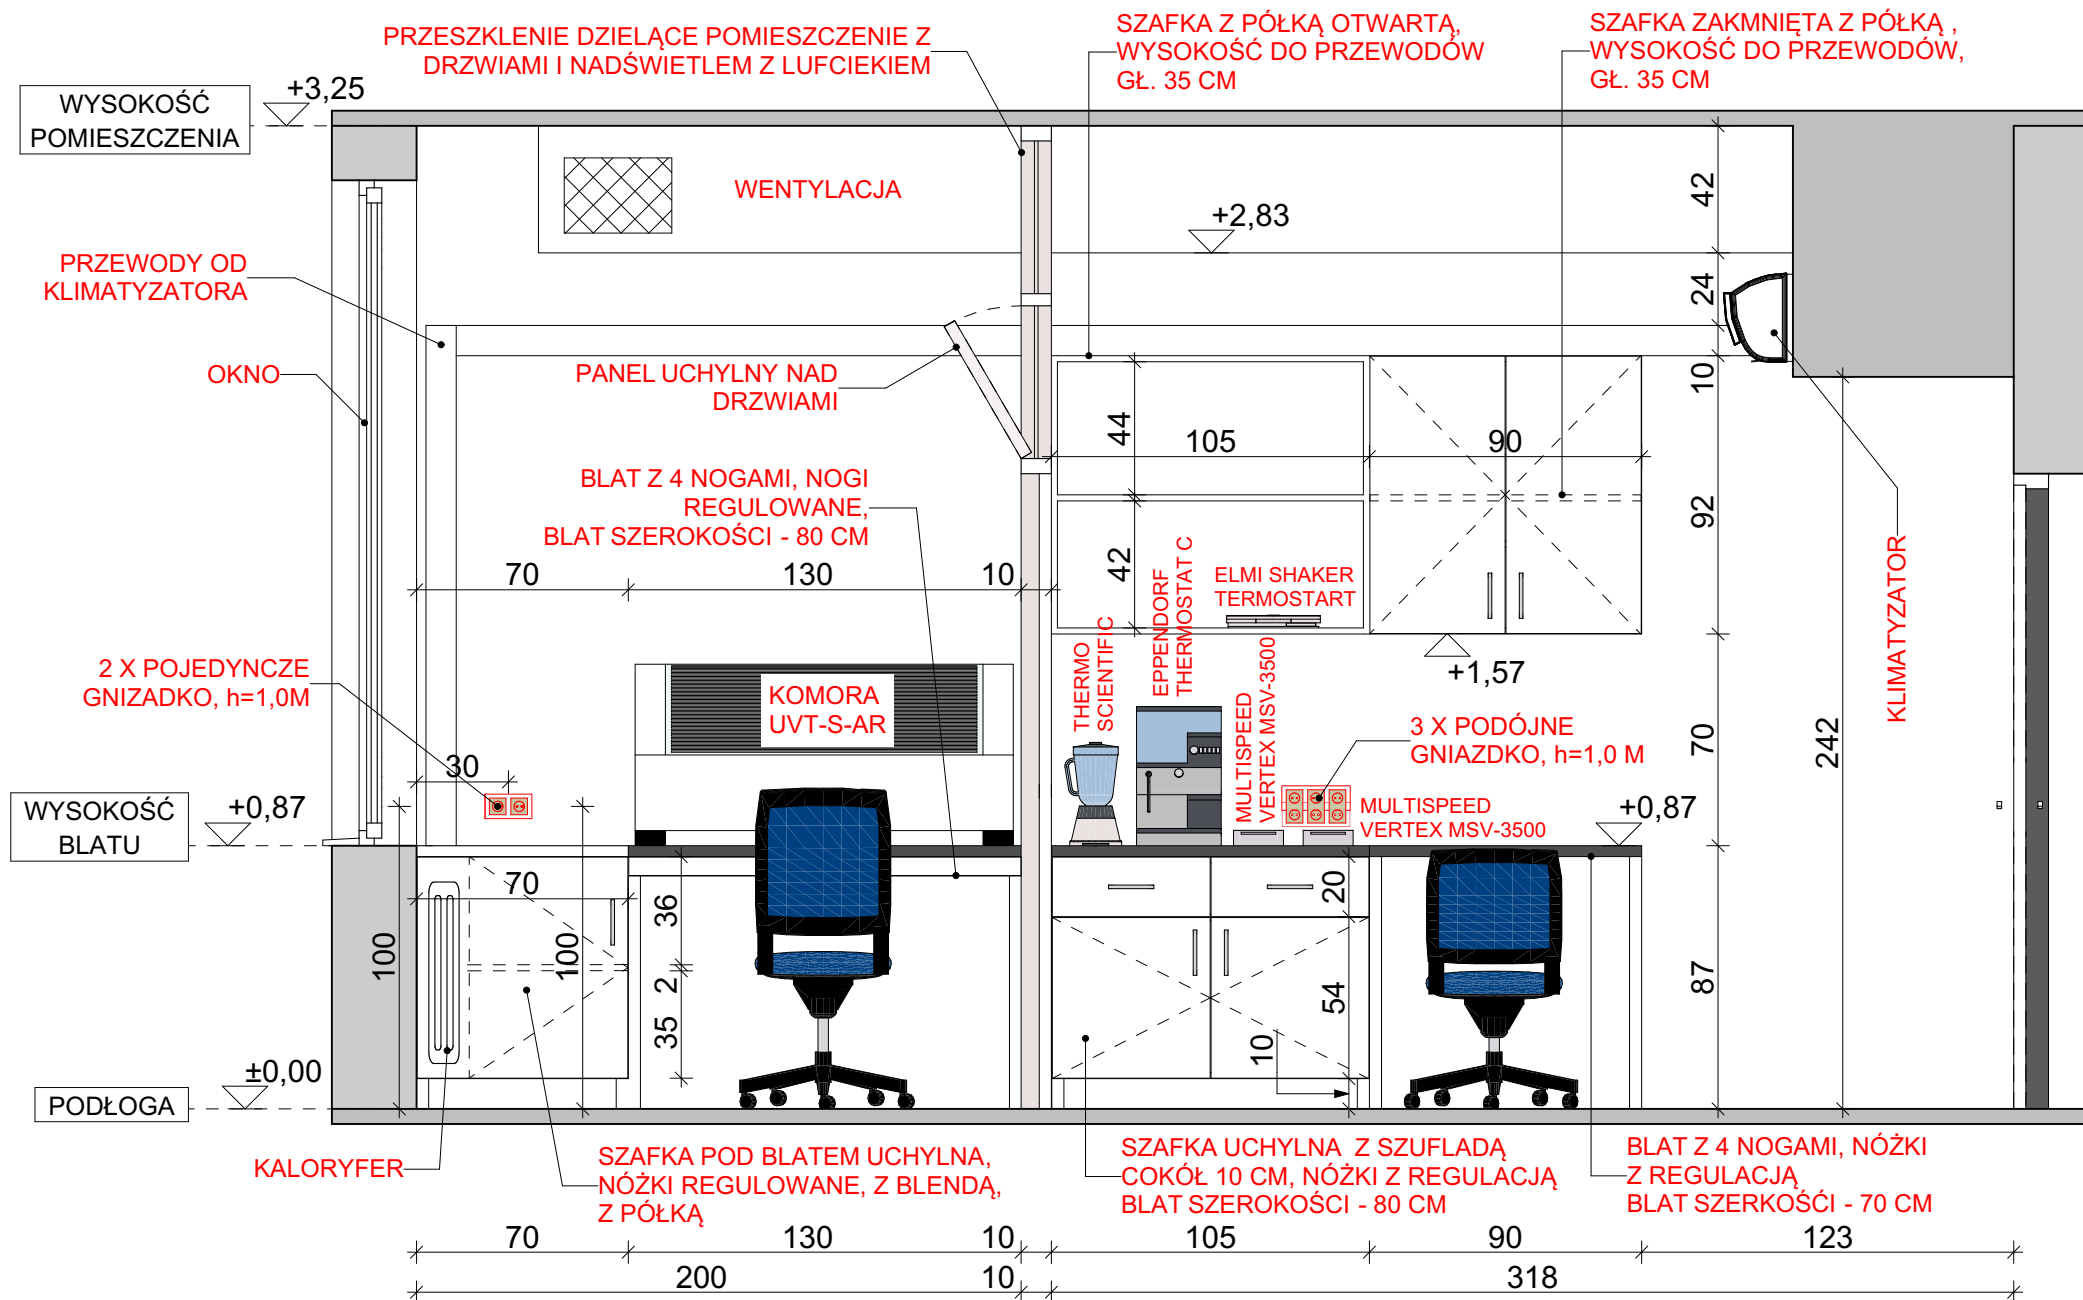 PRZESZKLENIE DZIELĄCE POMIESZCZENIE Z
DRZWIAMI I NADŚWIETLEM Z LUFCIEKIEM
SZAFKA Z PÓŁKĄ OTWARTĄ,
WYSOKOŚĆ DO PRZEWODÓW
GŁ. 35 CM
SZAFKA ZAKMNIĘTA Z PÓŁKĄ ,
WYSOKOŚĆ DO PRZEWODÓW,
GŁ. 35 CM
WYSOKOŚĆ
POMIESZCZENIA
+3,25
WENTYLACJA
+2,83
42
24
10
92
70
87
PRZEWODY OD
KLIMATYZATORA
OKNO
PANEL UCHYLNY NAD
DRZWIAMI
44
105
90
42
BLAT Z 4 NOGAMI, NOGI
REGULOWANE,
BLAT SZEROKOŚCI - 80 CM
70
130
10
ELMI SHAKER
TERMOSTART
EPPENDORF
THERMOSTAT C
THERMO
SCIENTIFIC
MULTISPEED
VERTEX MSV-3500
KLIMATYZATOR
+1,57
2 X POJEDYNCZE
GNIZADKO, h=1,0M
KOMORA
UVT-S-AR
3 X PODÓJNE
GNIAZDKO, h=1,0 M
242
30
WYSOKOŚĆ
BLATU
+0,87
MULTISPEED
VERTEX MSV-3500
+0,87
70
100
100
36
2
35
20
54
10
PODŁOGA
±0,00
KALORYFER
SZAFKA POD BLATEM UCHYLNA,
NÓŻKI REGULOWANE, Z BLENDĄ,
Z PÓŁKĄ
SZAFKA UCHYLNA Z SZUFLADĄ
COKÓŁ 10 CM, NÓŻKI Z REGULACJĄ
BLAT SZEROKOŚCI - 80 CM
BLAT Z 4 NOGAMI, NÓŻKI
Z REGULACJĄ
BLAT SZERKOŚĆI - 70 CM
70
130
10
105
90
123
200
10
318